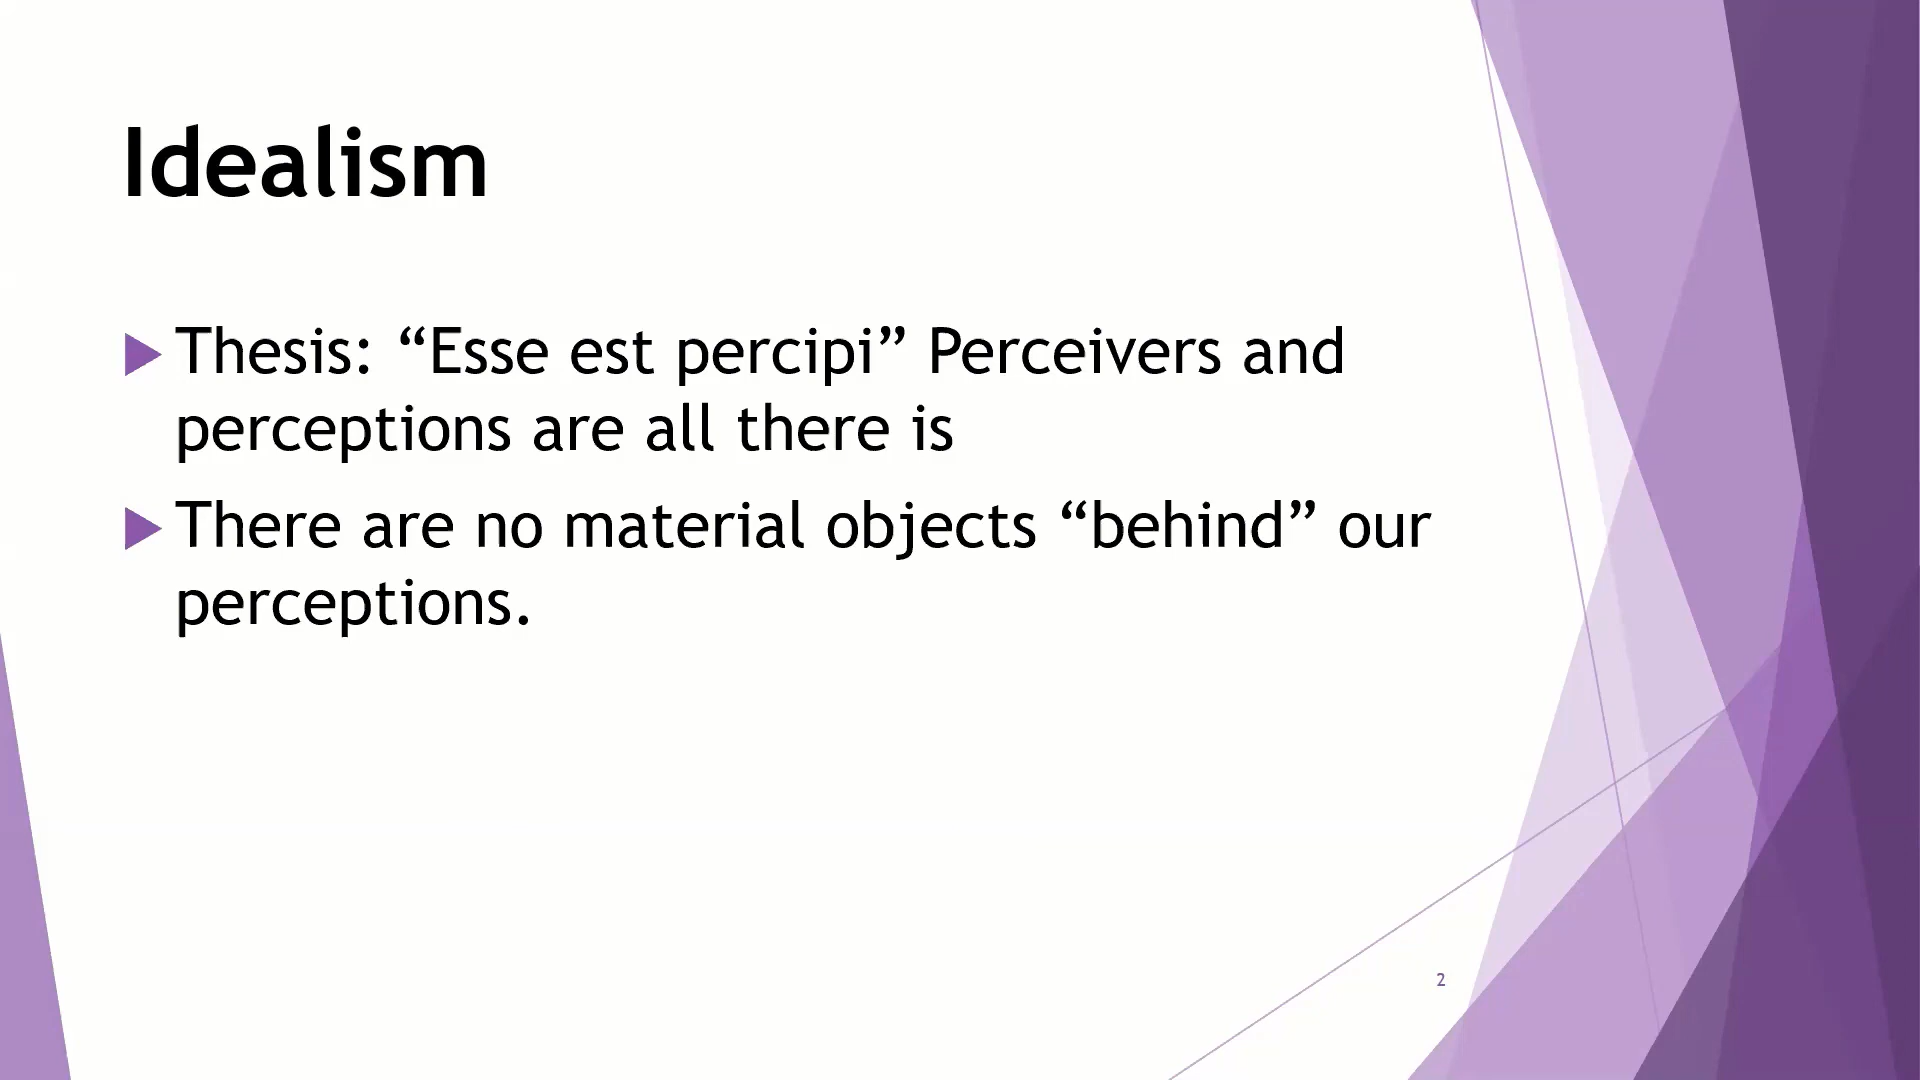 Idealism
Thesis: “Esse est percipi” Perceivers and
perceptions are all there is
There are no material objects “behind” our
perceptions.
2